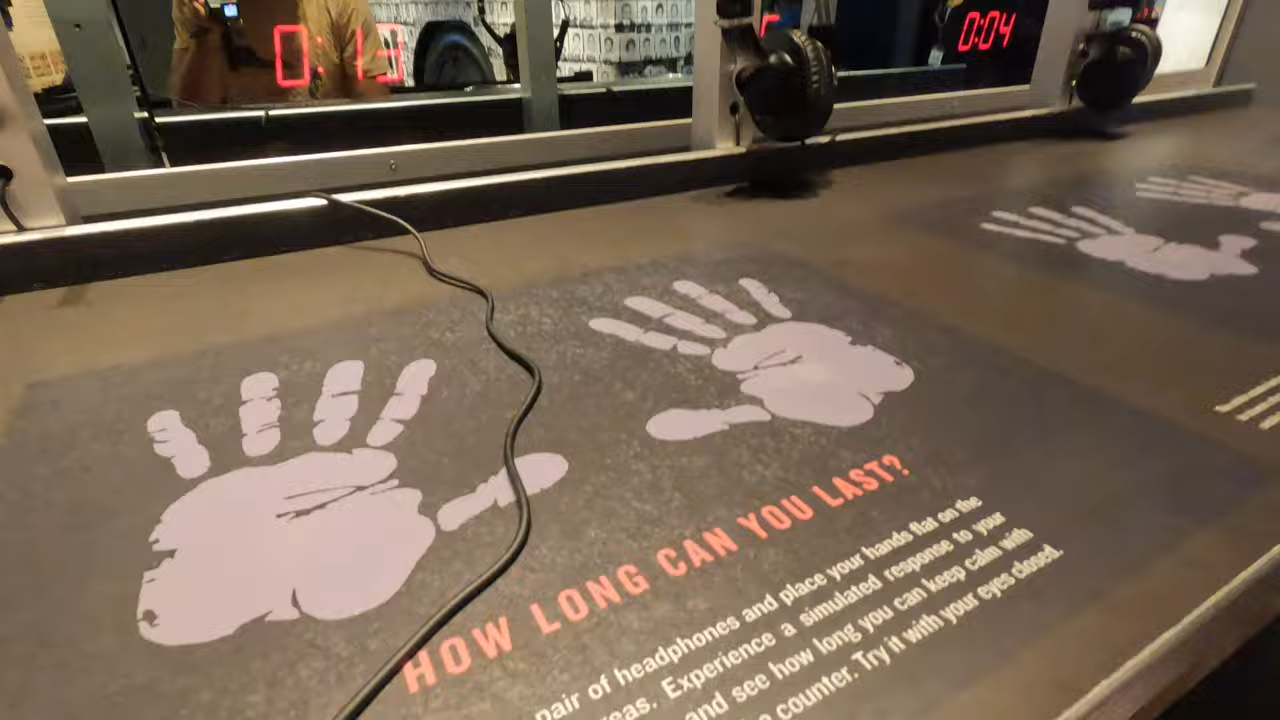 0:13
0:04
HOW LONG CAN YOU LAST?
pair of headphones and place your hands flat on the
eas. Experience a simulated response to your
and see how long you can keep calm with
e counter. Try it with your eyes closed.